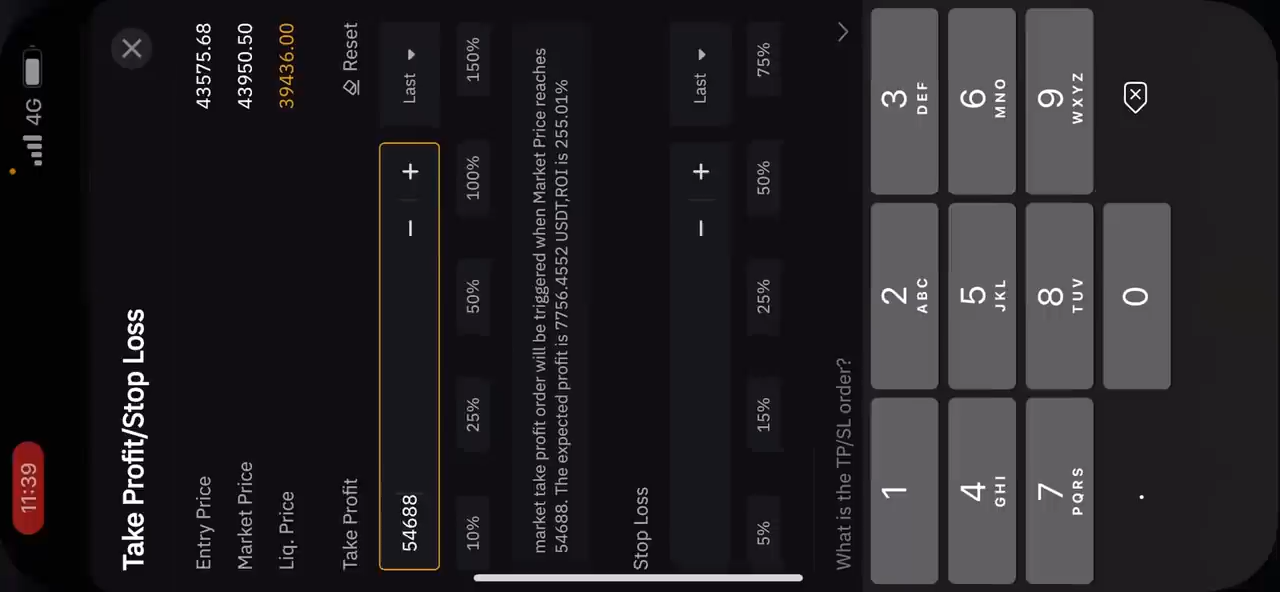 11:39
4G
Take Profit/Stop Loss
Entry Price 43575.68
Market Price 43950.50
Liq. Price 39436.00
Take Profit Reset
54688 − + Last
10% 25% 50% 100% 150%
market take profit order will be triggered when Market Price reaches
54688. The expected profit is 7756.4552 USDT,ROI is 255.01%
Stop Loss
− + Last
5% 15% 25% 50% 75%
What is the TP/SL order?
1 2 3
ABC DEF
4 5 6
GHI JKL MNO
7 8 9
PQRS TUV WXYZ
. 0